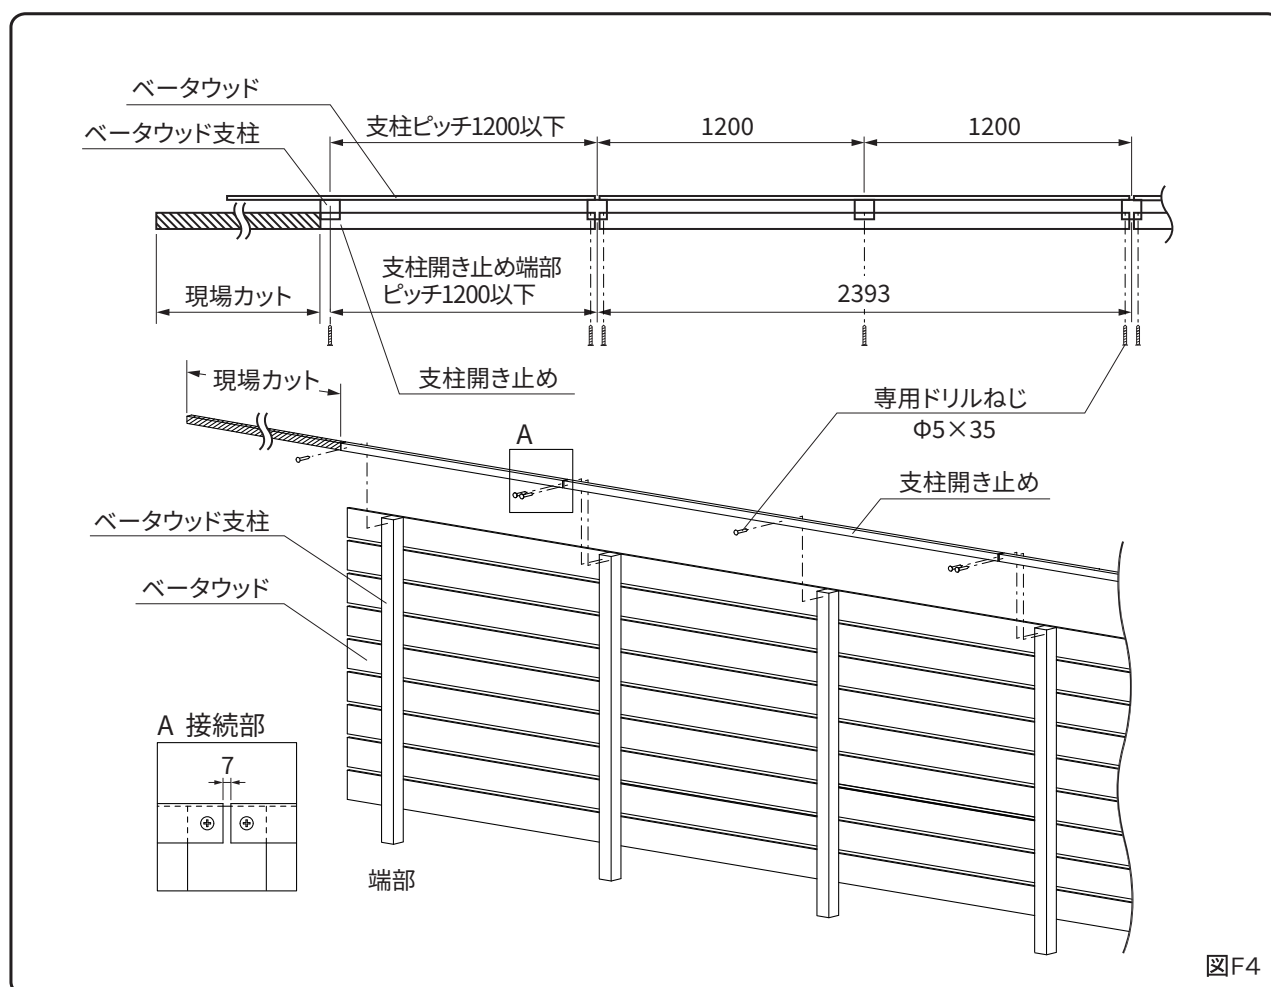 ベータウッド
ベータウッド支柱
支柱ピッチ1200以下
1200
1200
現場カット
支柱開き止め端部
ピッチ1200以下
2393
現場カット
支柱開き止め
専用ドリルねじ
Φ5×35
A
支柱開き止め
ベータウッド支柱
ベータウッド
A 接続部
7
端部
図F4